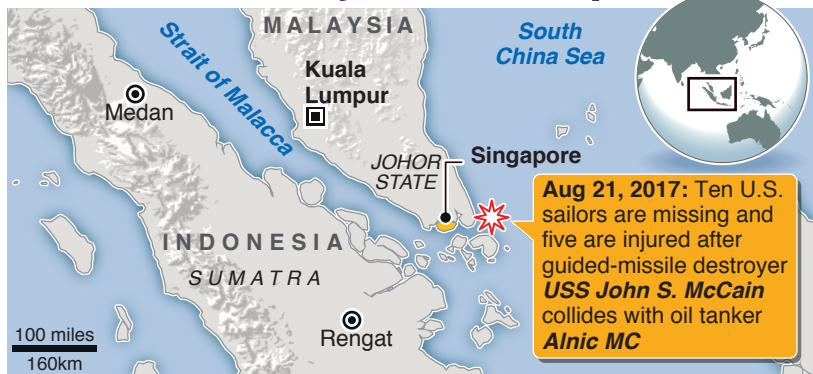 MALAYSIA
South
China Sea
Strait of Malacca
Kuala
Lumpur
Medan
JOHOR
STATE
Singapore
Aug 21, 2017: Ten U.S.
sailors are missing and
five are injured after
guided-missile destroyer
USS John S. McCain
collides with oil tanker
Alnic MC
INDONESIA
SUMATRA
Rengat
100 miles
160km